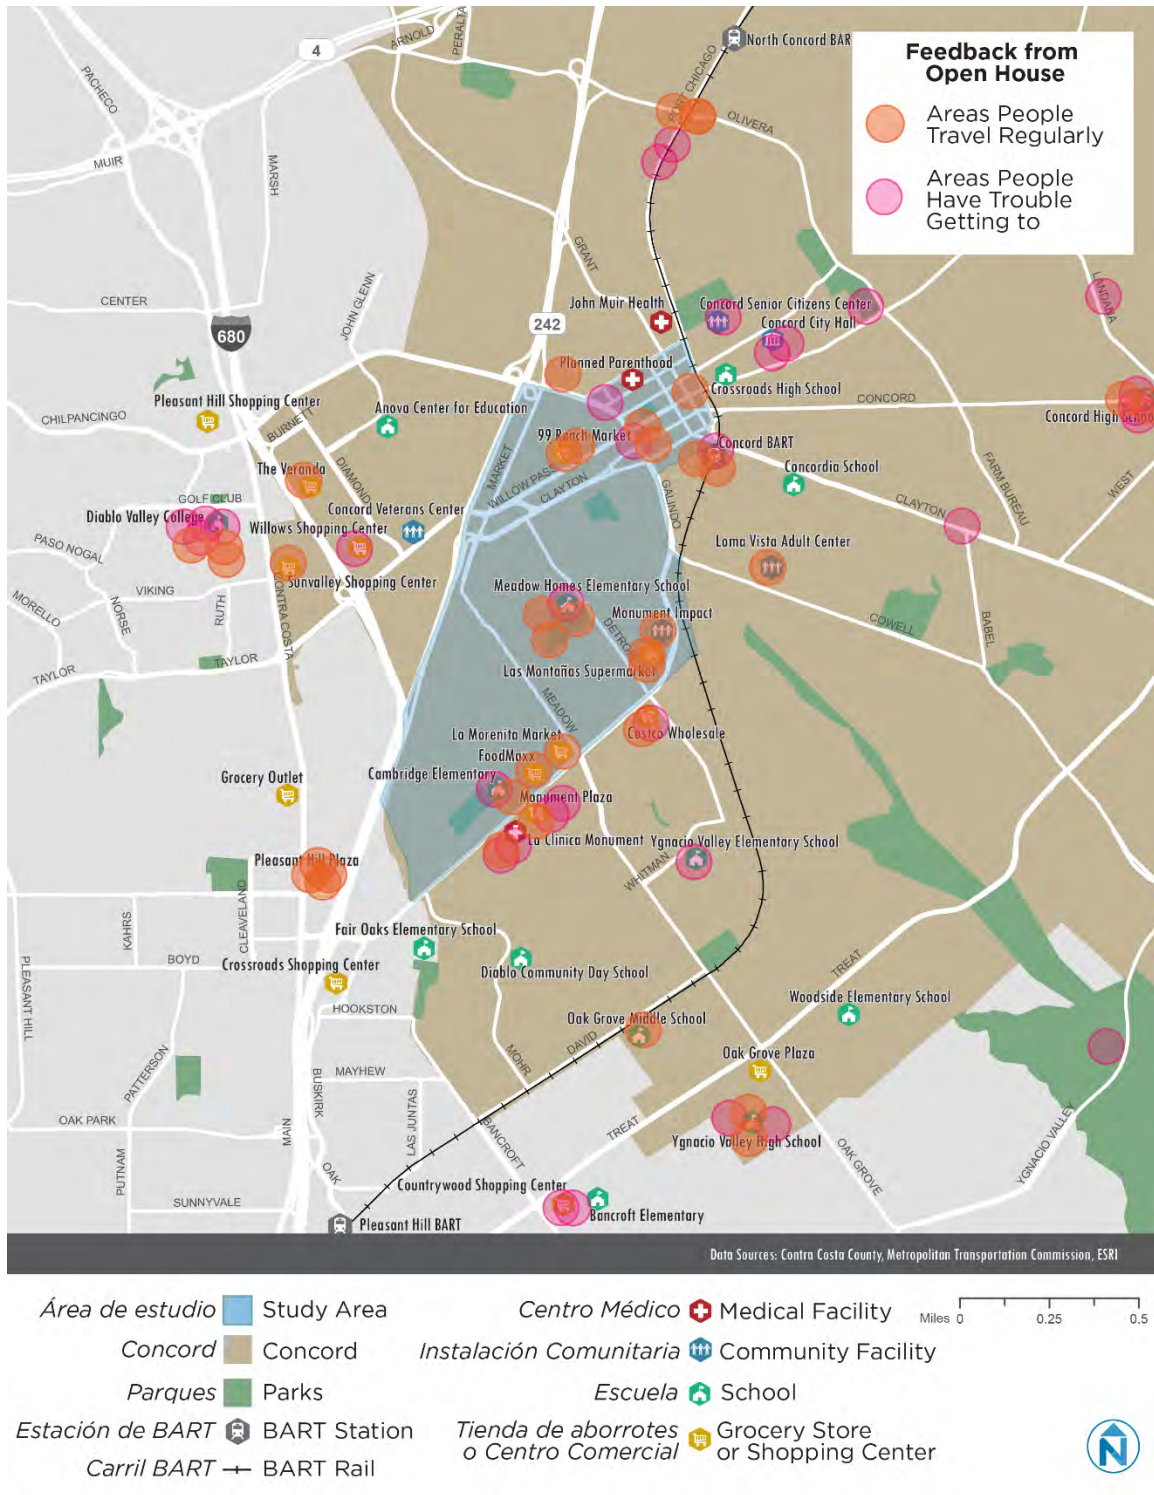 4
ARNOLD
PERALTA
North Concord BAR
Feedback from
Open House
Areas People
Travel Regularly
Areas People
Have Trouble
Getting to
PACHECO
PORT CHICAGO
OLIVERA
MUIR
MARSH
GRANT
CENTER
JOHN GLENN
LANDANA
John Muir Health
Concord Senior Citizens Center
Concord City Hall
680
242
Planned Parenthood
Crossroads High School
Pleasant Hill Shopping Center
CHILPANCINGO
BURNETT
Anova Center for Education
CONCORD
Concord High Schoo
99 Ranch Market
Concord BART
MARKET
WILLOW PASS
CLAYTON
The Veranda
DIAMOND
Concordia School
FARM BUREAU
WEST
GOLF CLUB
GALINDO
CLAYTON
Diablo Valley College
Concord Veterans Center
Willows Shopping Center
PASO NOGAL
Loma Vista Adult Center
Sunvalley Shopping Center
VIKING
MORELLO
NORSE
RUTH
CONTRA COSTA
Meadow Homes Elementary School
Monument Impact
COWELL
BABEL
DETRO
TAYLOR
TAYLOR
Las Montañas Supermarket
MEADOW
La Morenita Market
Costco Wholesale
FoodMaxx
Cambridge Elementary
Grocery Outlet
Monument Plaza
La Clinica Monument
Ygnacio Valley Elementary School
Pleasant Hill Plaza
WHITMAN
CLEAVELAND
KAHRS
Fair Oaks Elementary School
BOYD
Crossroads Shopping Center
Diablo Community Day School
TREAT
PLEASANT HILL
HOOKSTON
Woodside Elementary School
Oak Grove Middle School
DAVID
MOHR
Oak Grove Plaza
PATTERSON
MAYHEW
BUSKIRK
LAS JUNTAS
OAK PARK
MAIN
BANCROFT
TREAT
Ygnacio Valley High School
OAK GROVE
YGNACIO VALLEY
PUTNAM
OAK
SUNNYVALE
Countrywood Shopping Center
Bancroft Elementary
Pleasant Hill BART
Data Sources: Contra Costa County, Metropolitan Transportation Commission, ESRI
Área de estudio Study Area
Concord Concord
Parques Parks
Estación de BART BART Station
Carril BART BART Rail
Centro Médico Medical Facility
Instalación Comunitaria Community Facility
Escuela School
Tienda de aborrotes
o Centro Comercial
Grocery Store
or Shopping Center
Miles 0 0.25 0.5
N